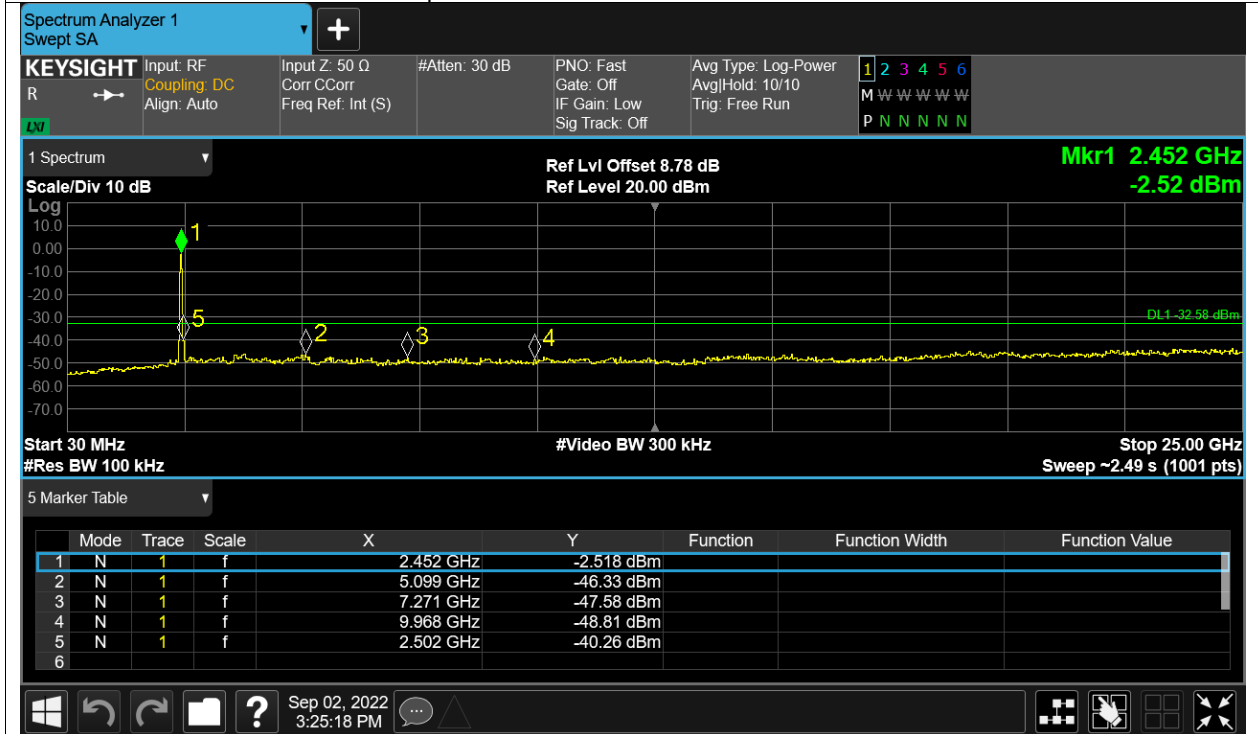 Spectrum Analyzer 1
Swept SA
KEYSIGHT
R
LXI
Input: RF
Coupling: DC
Align: Auto
Input Z: 50 Ω
Corr CCorr
Freq Ref: Int (S)
#Atten: 30 dB
PNO: Fast
Gate: Off
IF Gain: Low
Sig Track: Off
Avg Type: Log-Power
Avg|Hold: 10/10
Trig: Free Run
1 2 3 4 5 6
M W W W W W
P N N N N N
1 Spectrum
Scale/Div 10 dB
Ref Lvl Offset 8.78 dB
Ref Level 20.00 dBm
Mkr1 2.452 GHz
-2.52 dBm
Log
10.0
0.00
-10.0
-20.0
-30.0
-40.0
-50.0
-60.0
-70.0
1
5
2
3
4
DL1 -32.58 dBm
Start 30 MHz
#Video BW 300 kHz
Stop 25.00 GHz
#Res BW 100 kHz
Sweep ~2.49 s (1001 pts)
5 Marker Table
Mode Trace Scale X Y Function Function Width Function Value
1 N 1 f 2.452 GHz -2.518 dBm
2 N 1 f 5.099 GHz -46.33 dBm
3 N 1 f 7.271 GHz -47.58 dBm
4 N 1 f 9.968 GHz -48.81 dBm
5 N 1 f 2.502 GHz -40.26 dBm
6
?
Sep 02, 2022
3:25:18 PM